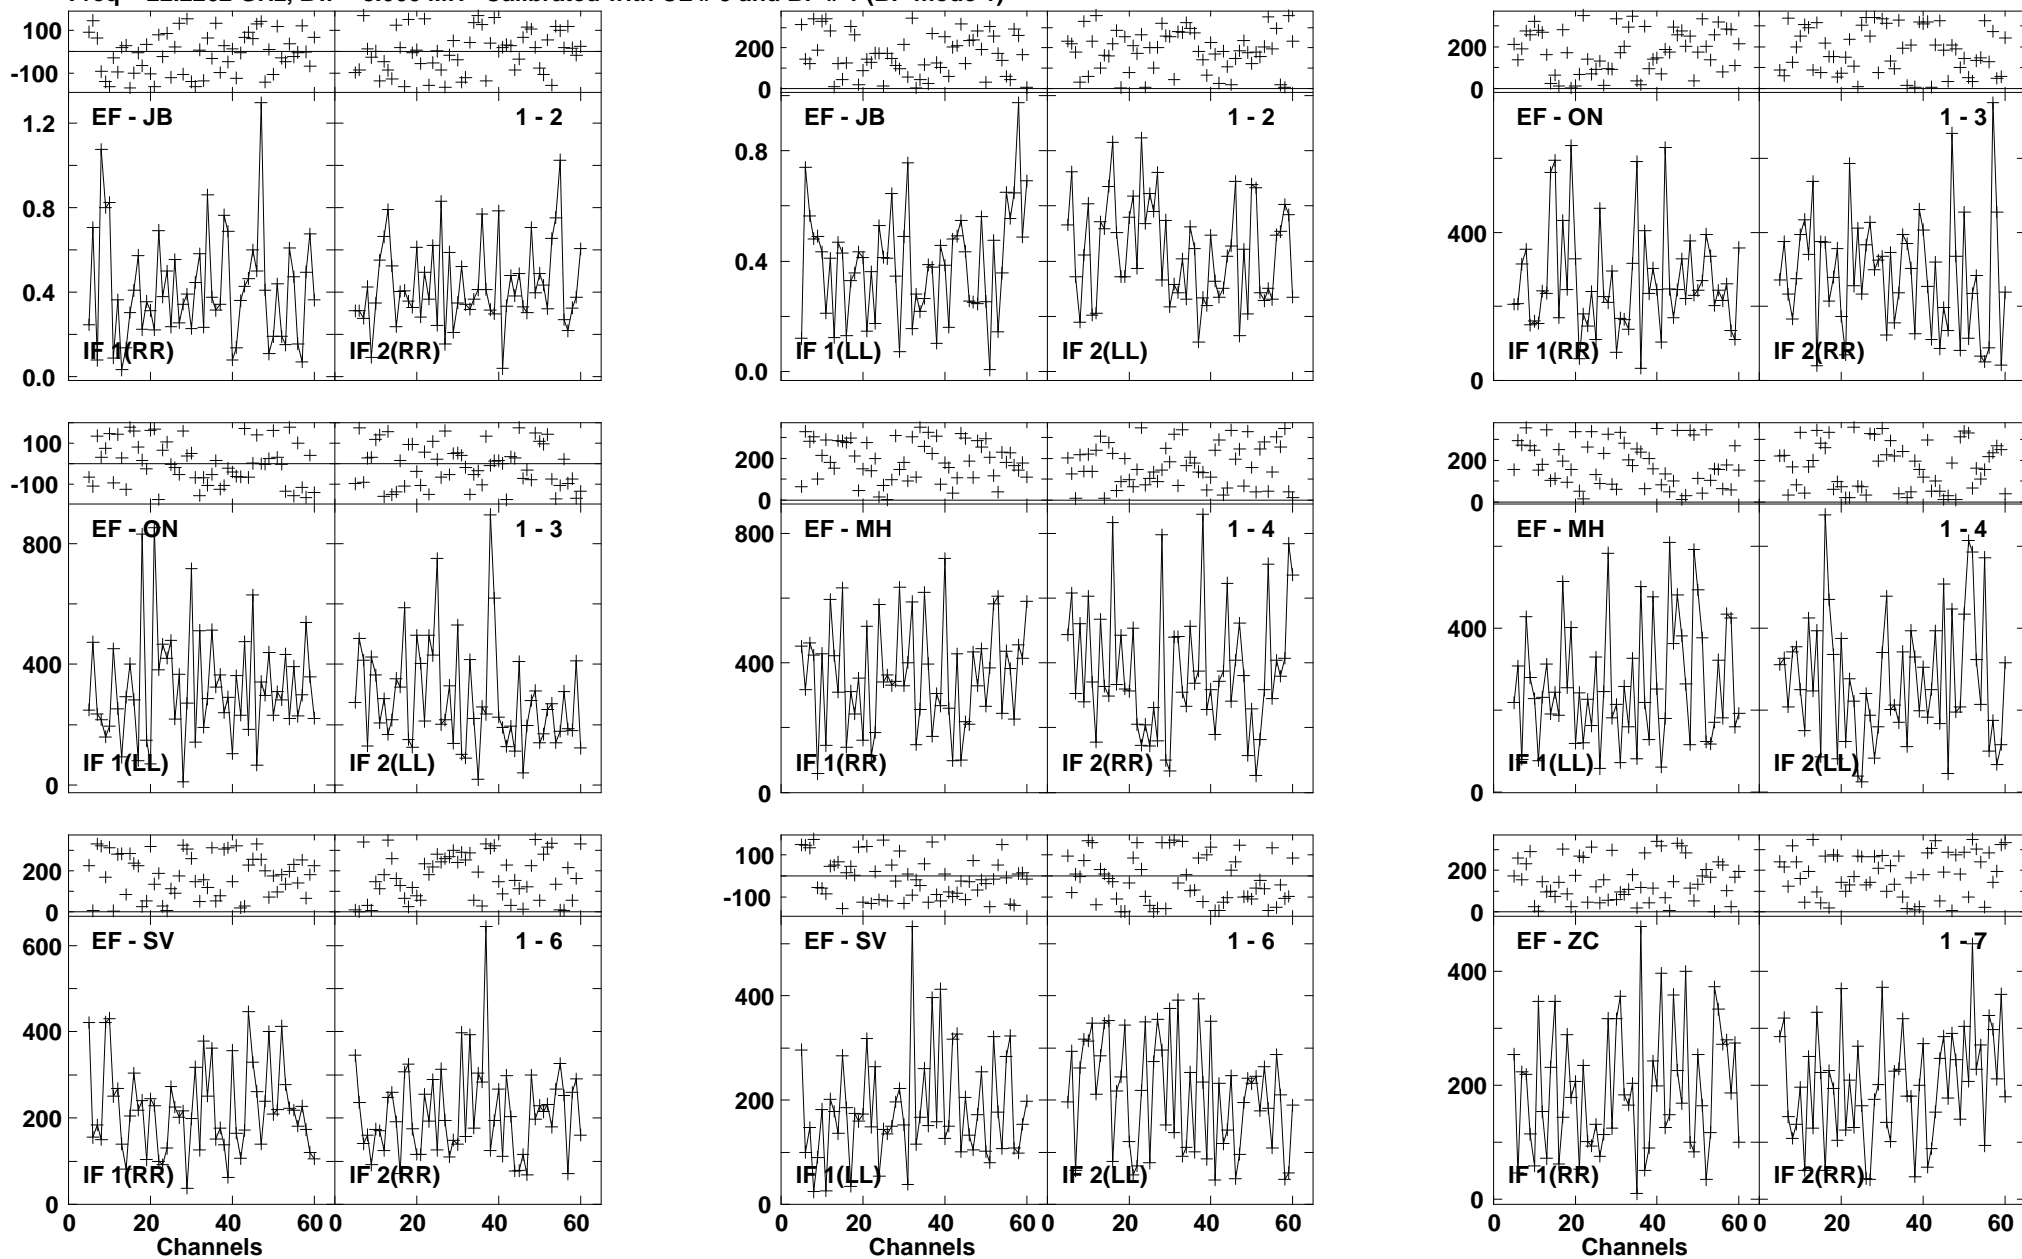 100
-100
EF - JB
1 - 2
1.2
0.8
0.4
0.0
IF 1(RR)
IF 2(RR)
200
0
EF - JB
1 - 2
0.8
0.4
0.0
IF 1(LL)
IF 2(LL)
200
0
EF - ON
1 - 3
400
0
IF 1(RR)
IF 2(RR)
100
-100
EF - ON
1 - 3
800
400
0
IF 1(LL)
IF 2(LL)
200
0
EF - MH
1 - 4
800
400
0
IF 1(RR)
IF 2(RR)
200
0
EF - MH
1 - 4
400
0
IF 1(LL)
IF 2(LL)
200
0
EF - SV
1 - 6
600
400
200
0
IF 1(RR)
IF 2(RR)
0 20 40 60 0 20 40 60
Channels
100
-100
EF - SV
1 - 6
400
200
0
IF 1(LL)
IF 2(LL)
0 20 40 60 0 20 40 60
Channels
200
0
EF - ZC
1 - 7
400
200
0
IF 1(RR)
IF 2(RR)
0 20 40 60 0 20 40 60
Channels